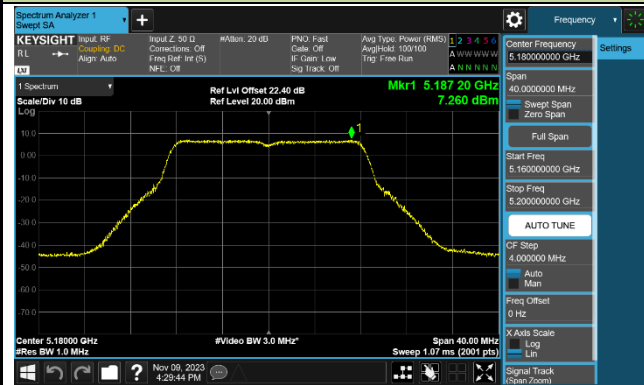 Spectrum Analyzer 1
Swept SA
Frequency
KEYSIGHT
RL
LXI
Input: RF
Coupling: DC
Align: Auto
Input Z: 50 Ω
Corrections: Off
Freq Ref: Int (S)
NFE: Off
#Atten: 20 dB
PNO: Fast
Gate: Off
IF Gain: Low
Sig Track: Off
Avg Type: Power (RMS)
Avg|Hold: 100/100
Trig: Free Run
1 2 3 4 5 6
A W W W W W
A N N N N N
1 Spectrum
Scale/Div 10 dB
Log
Ref Lvl Offset 22.40 dB
Ref Level 20.00 dBm
Mkr1 5.187 20 GHz
7.260 dBm
1
10.0
0.00
-10.0
-20.0
-30.0
-40.0
-50.0
-60.0
-70.0
Center 5.18000 GHz
#Res BW 1.0 MHz
#Video BW 3.0 MHz*
Span 40.00 MHz
Sweep 1.07 ms (2001 pts)
Nov 09, 2023
4:29:44 PM
Center Frequency
5.180000000 GHz
Span
40.0000000 MHz
Swept Span
Zero Span
Full Span
Start Freq
5.160000000 GHz
Stop Freq
5.200000000 GHz
AUTO TUNE
CF Step
4.000000 MHz
Auto
Man
Freq Offset
0 Hz
X Axis Scale
Log
Lin
Signal Track
(Span Zoom)
Settings